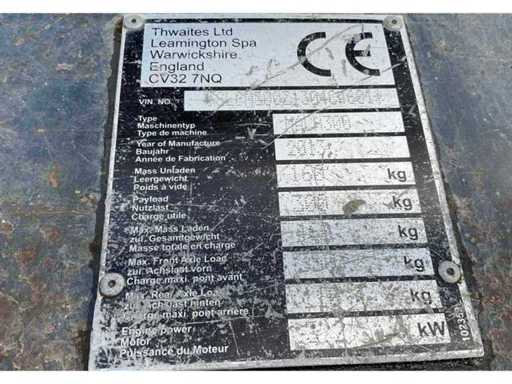 Thwaites Ltd
Leamington Spa
Warwickshire,
England
CV32 7NQ
CE
VIN. NO.
Type
Maschinentyp
Type de machine
Year of Manufacture
Baujahr
Année de Fabrication
Mass Unladen
Leergewicht
Poids à vide
kg
Payload
Nutzlast
Charge utile
kg
Max. Mass Laden
zul. Gesamtgewicht
Masse totale en charge
kg
Max. Front Axle Load
zul. Achslast vorn
Charge maxi. pont avant
kg
Max. Rear Axle Load
zul. Achslast hinten
Charge maxi. pont arriere
kg
Engine power
Motor
Puissance du Moteur
kW